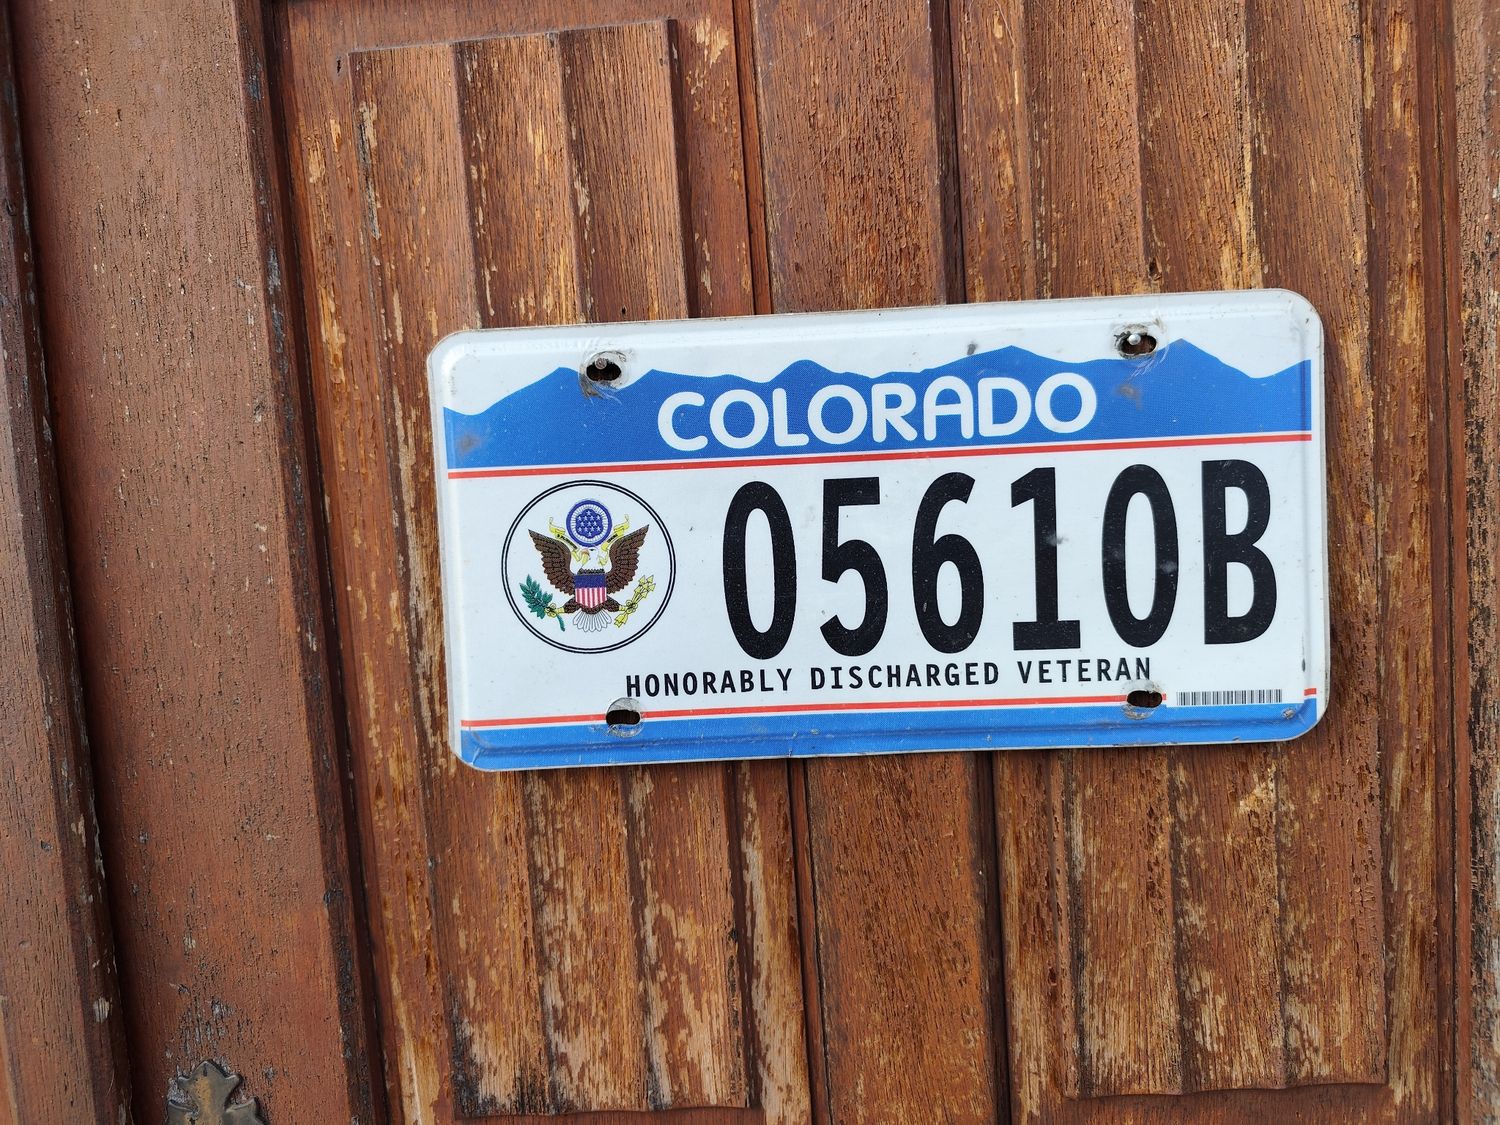 COLORADO
05610B
HONORABLY DISCHARGED VETERAN